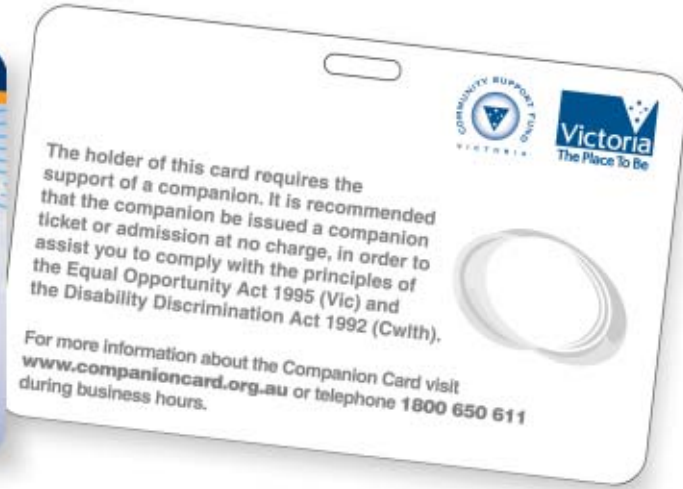 COMMUNITY SUPPORT FUND
VICTORIA
Victoria
The Place To Be
The holder of this card requires the
support of a companion. It is recommended
that the companion be issued a companion
ticket or admission at no charge, in order to
assist you to comply with the principles of
the Equal Opportunity Act 1995 (Vic) and
the Disability Discrimination Act 1992 (Cwlth).
For more information about the Companion Card visit
www.companioncard.org.au or telephone 1800 650 611
during business hours.